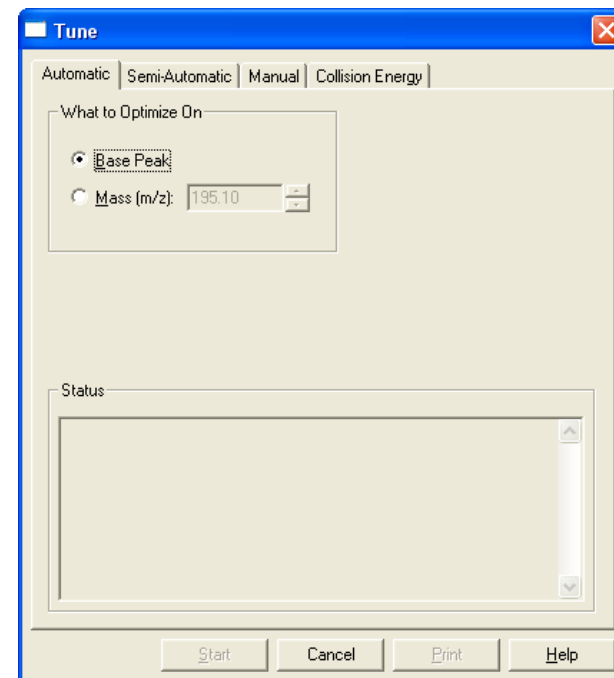 Tune
Automatic Semi-Automatic Manual Collision Energy
What to Optimize On
Base Peak
Mass (m/z): 195.10
Status
Start Cancel Print Help